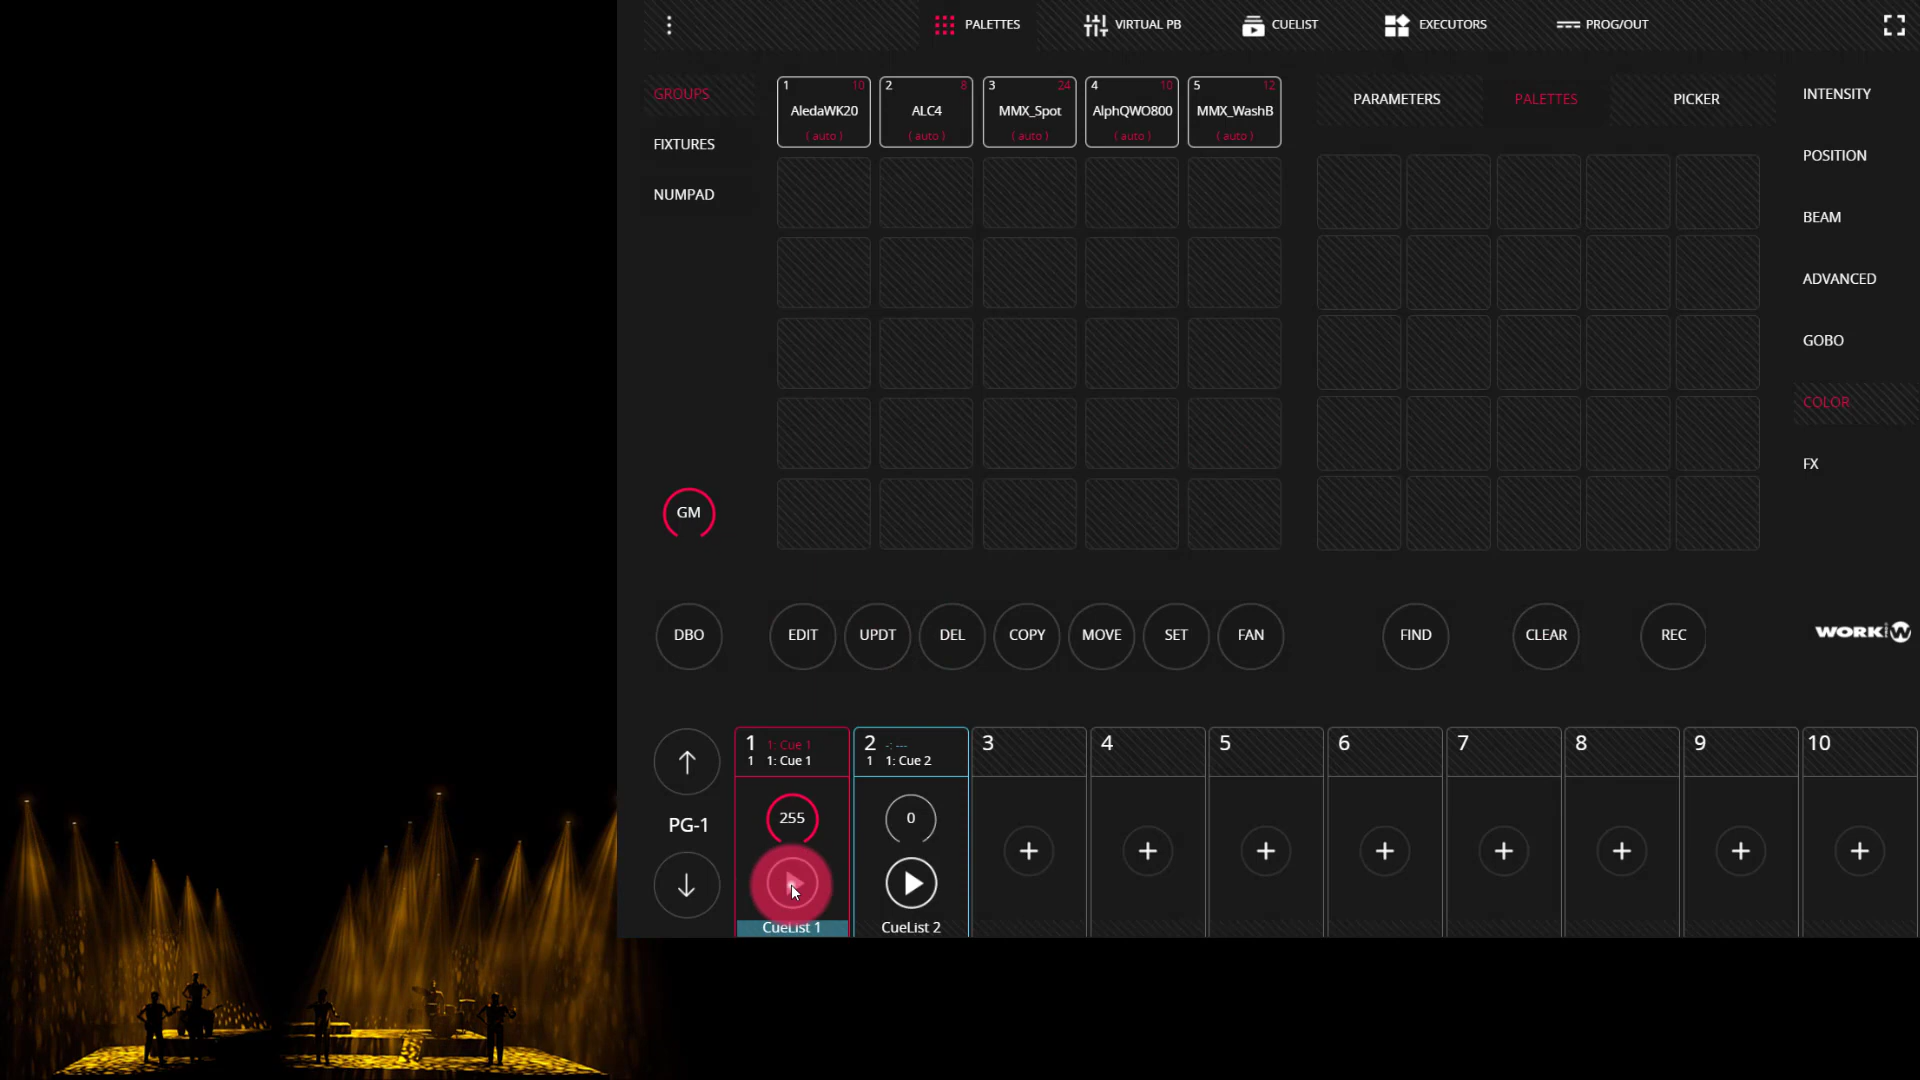 PALETTES
VIRTUAL PB
CUELIST
EXECUTORS
PROG/OUT
GROUPS
FIXTURES
NUMPAD
1 10
AledaWK20
( auto )
2 8
ALC4
( auto )
3 24
MMX_Spot
( auto )
4 10
AlphQWO800
( auto )
5 12
MMX_WashB
( auto )
PARAMETERS
PALETTES
PICKER
INTENSITY
POSITION
BEAM
ADVANCED
GOBO
COLOR
FX
GM
DBO
EDIT
UPDT
DEL
COPY
MOVE
SET
FAN
FIND
CLEAR
REC
WORK PRO W
PG-1
1 1: Cue 1
1 1: Cue 1
255
CueList 1
2 -: ---
1 1: Cue 2
0
CueList 2
3
+
4
+
5
+
6
+
7
+
8
+
9
+
10
+